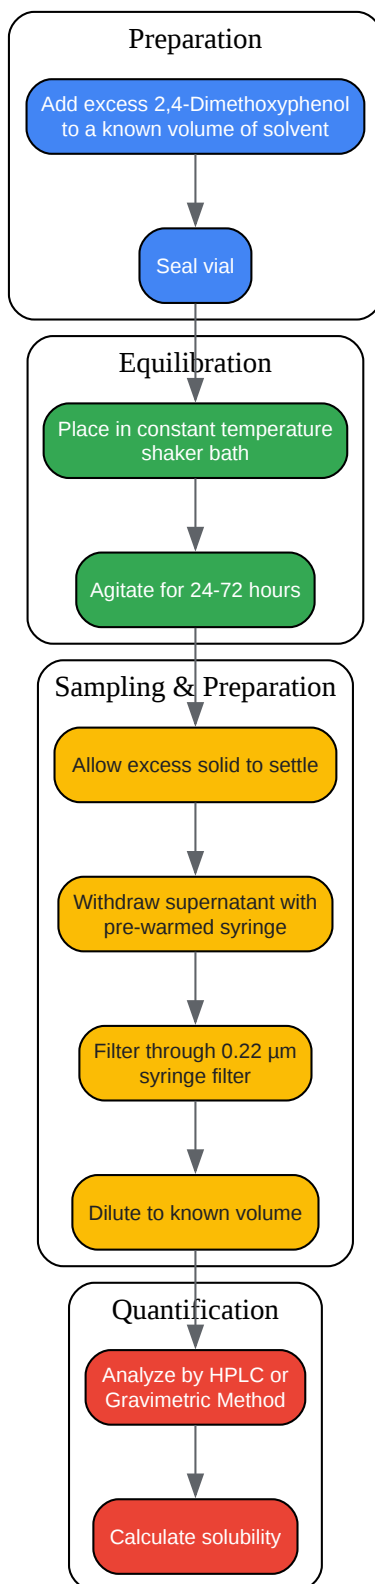 Preparation
Add excess 2,4-Dimethoxyphenol
to a known volume of solvent
Seal vial
Equilibration
Place in constant temperature
shaker bath
Agitate for 24-72 hours
Sampling & Preparation
Allow excess solid to settle
Withdraw supernatant with
pre-warmed syringe
Filter through 0.22 µm
syringe filter
Dilute to known volume
Quantification
Analyze by HPLC or
Gravimetric Method
Calculate solubility